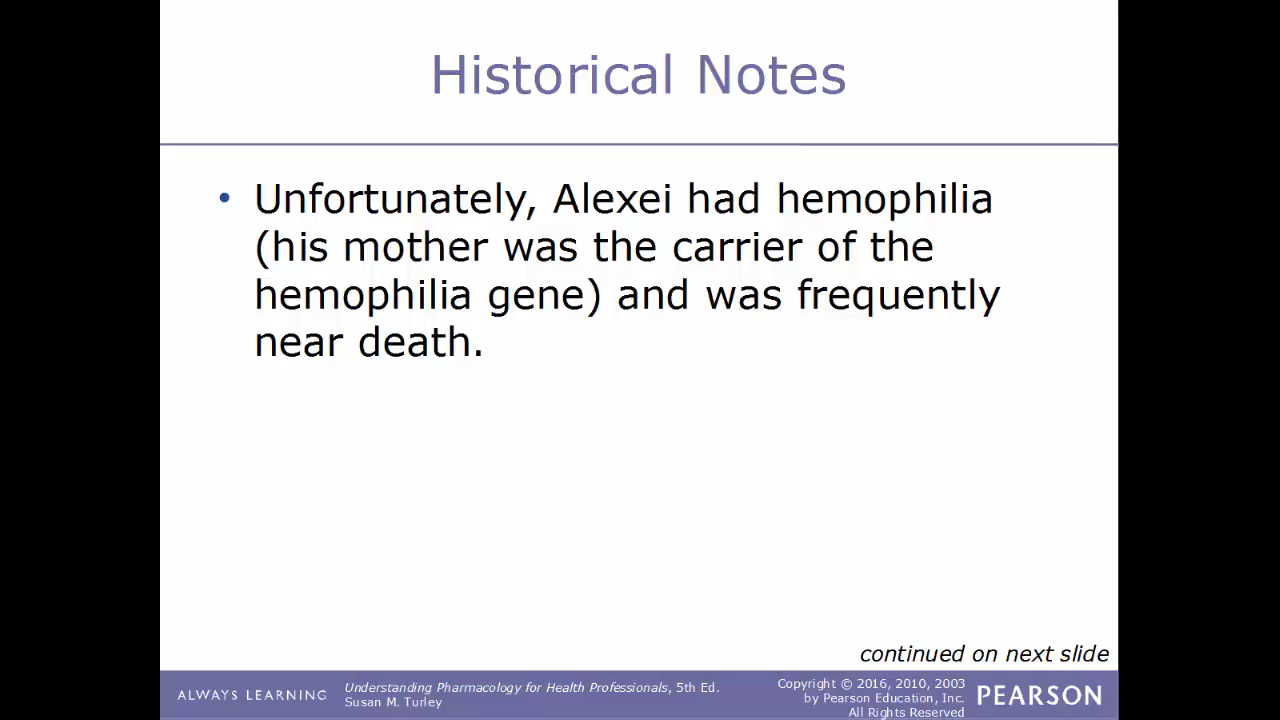 Historical Notes
• Unfortunately, Alexei had hemophilia
(his mother was the carrier of the
hemophilia gene) and was frequently
near death.
continued on next slide
ALWAYS LEARNING
Understanding Pharmacology for Health Professionals, 5th Ed.
Susan M. Turley
Copyright © 2016, 2010, 2003
by Pearson Education, Inc.
All Rights Reserved
PEARSON